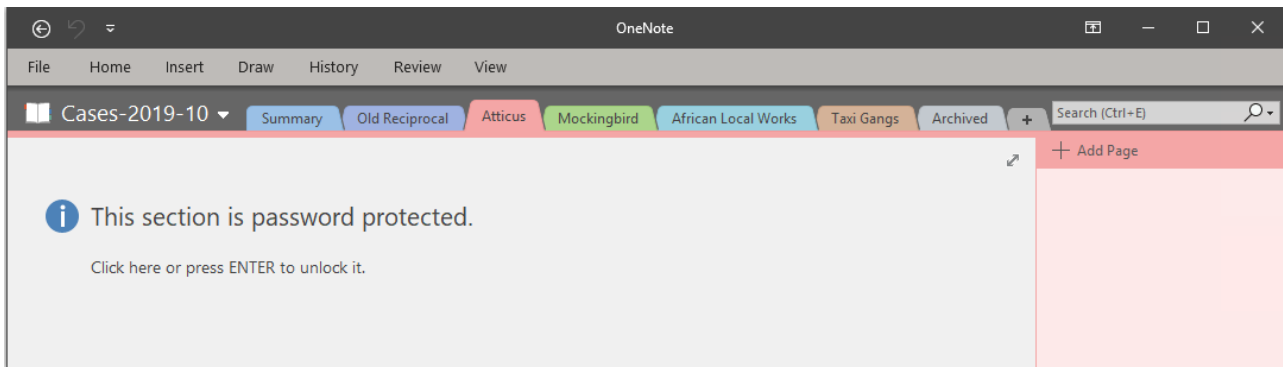 OneNote
File Home Insert Draw History Review View
Cases-2019-10 Summary Old Reciprocal Atticus Mockingbird African Local Works Taxi Gangs Archived + Search (Ctrl+E)
+ Add Page
This section is password protected.
Click here or press ENTER to unlock it.